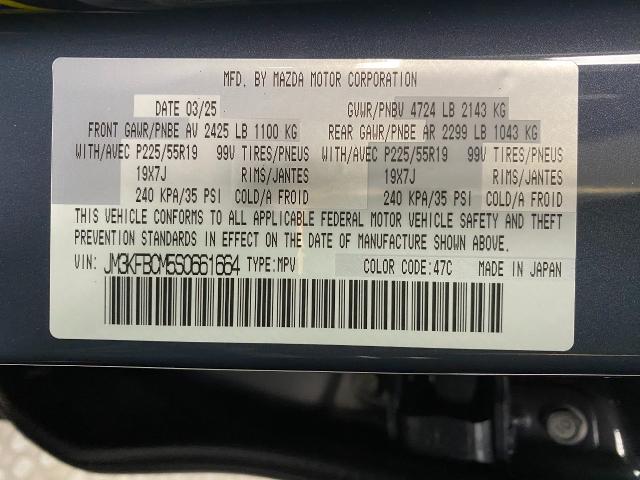 MFD. BY MAZDA MOTOR CORPORATION
DATE 03/25 GVWR/PNBV 4724 LB 2143 KG
FRONT GAWR/PNBE AV 2425 LB 1100 KG REAR GAWR/PNBE AR 2299 LB 1043 KG
WITH/AVEC P225/55R19 99V TIRES/PNEUS WITH/AVEC P225/55R19 99V TIRES/PNEUS
19X7J RIMS/JANTES 19X7J RIMS/JANTES
240 KPA/35 PSI COLD/A FROID 240 KPA/35 PSI COLD/A FROID
THIS VEHICLE CONFORMS TO ALL APPLICABLE FEDERAL MOTOR VEHICLE SAFETY AND THEFT
PREVENTION STANDARDS IN EFFECT ON THE DATE OF MANUFACTURE SHOWN ABOVE.
VIN: JM3KFBCM5S0661664 TYPE:MPV COLOR CODE:47C MADE IN JAPAN